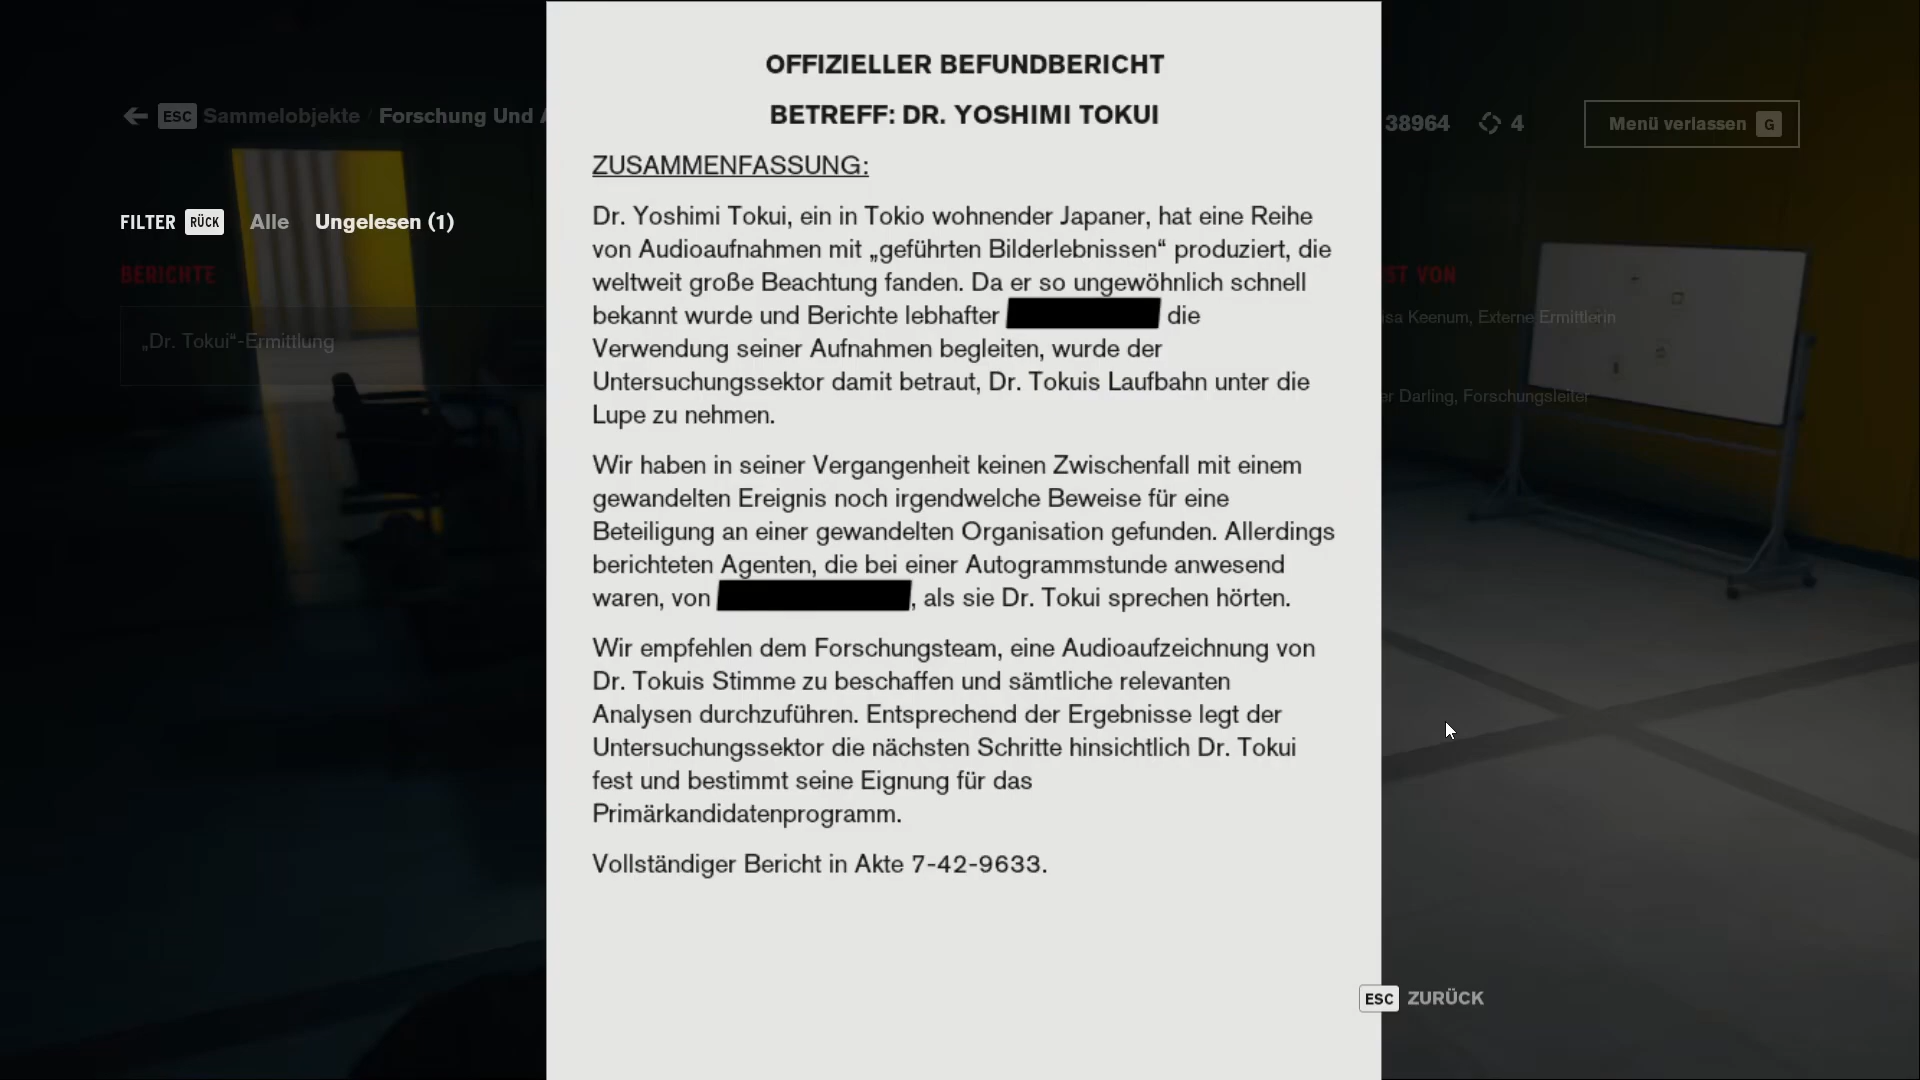 OFFIZIELLER BEFUNDBERICHT
BETREFF: DR. YOSHIMI TOKUI
ESC Sammelobjekte / Forschung Und
38964 4
Menü verlassen G
ZUSAMMENFASSUNG:
FILTER RÜCK Alle Ungelesen (1)
BERICHTE
„Dr. Tokui“-Ermittlung
Dr. Yoshimi Tokui, ein in Tokio wohnender Japaner, hat eine Reihe
von Audioaufnahmen mit „geführten Bilderlebnissen“ produziert, die
weltweit große Beachtung fanden. Da er so ungewöhnlich schnell
bekannt wurde und Berichte lebhafter die
Verwendung seiner Aufnahmen begleiten, wurde der
Untersuchungssektor damit betraut, Dr. Tokuis Laufbahn unter die
Lupe zu nehmen.
Wir haben in seiner Vergangenheit keinen Zwischenfall mit einem
gewandelten Ereignis noch irgendwelche Beweise für eine
Beteiligung an einer gewandelten Organisation gefunden. Allerdings
berichteten Agenten, die bei einer Autogrammstunde anwesend
waren, von , als sie Dr. Tokui sprechen hörten.
Wir empfehlen dem Forschungsteam, eine Audioaufzeichnung von
Dr. Tokuis Stimme zu beschaffen und sämtliche relevanten
Analysen durchzuführen. Entsprechend der Ergebnisse legt der
Untersuchungssektor die nächsten Schritte hinsichtlich Dr. Tokui
fest und bestimmt seine Eignung für das
Primärkandidatenprogramm.
Vollständiger Bericht in Akte 7-42-9633.
VON
Keenum, Externe Ermittlerin
Darling, Forschungsleiter
ESC ZURÜCK